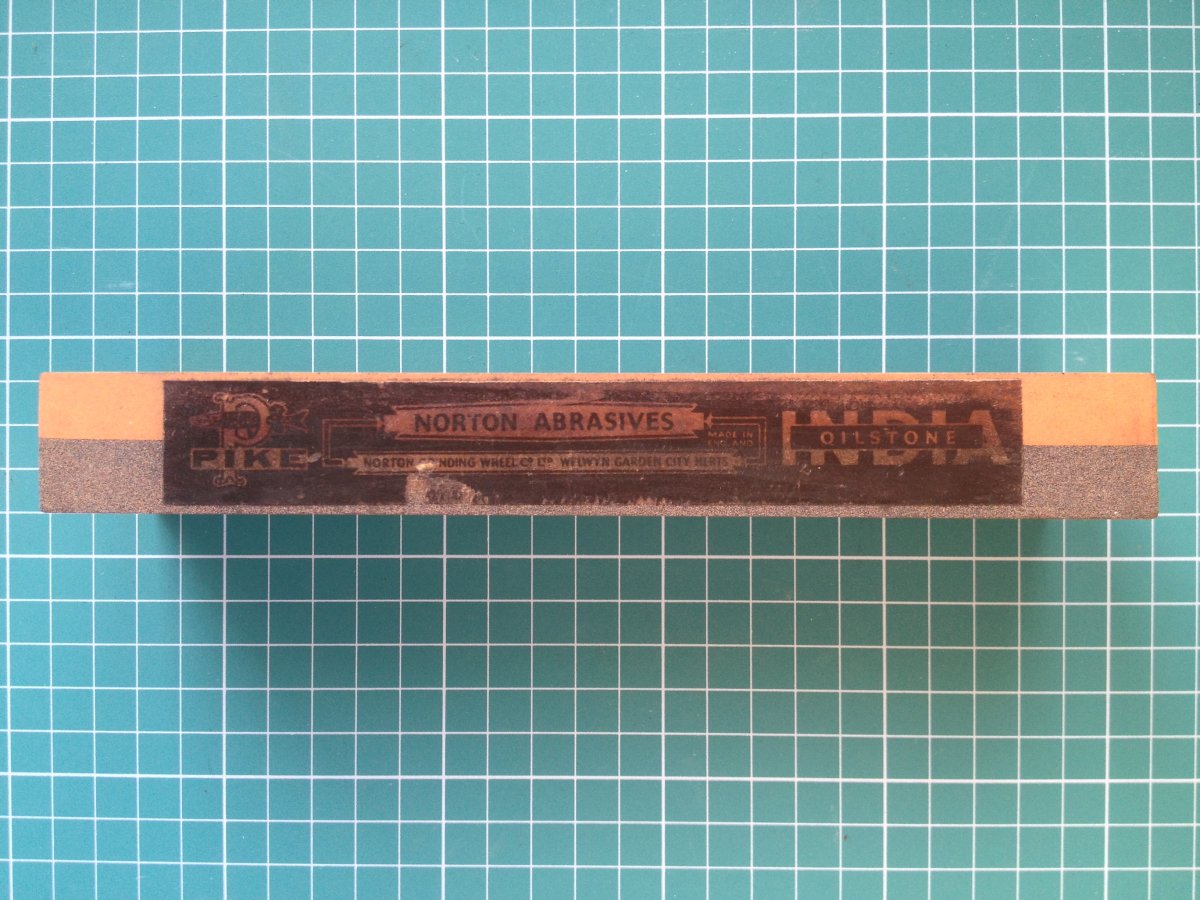 PIKE
NORTON ABRASIVES
MADE IN
ENGLAND
NORTON GRINDING WHEEL Cº LTD. WELWYN GARDEN CITY HERTS
INDIA
OILSTONE